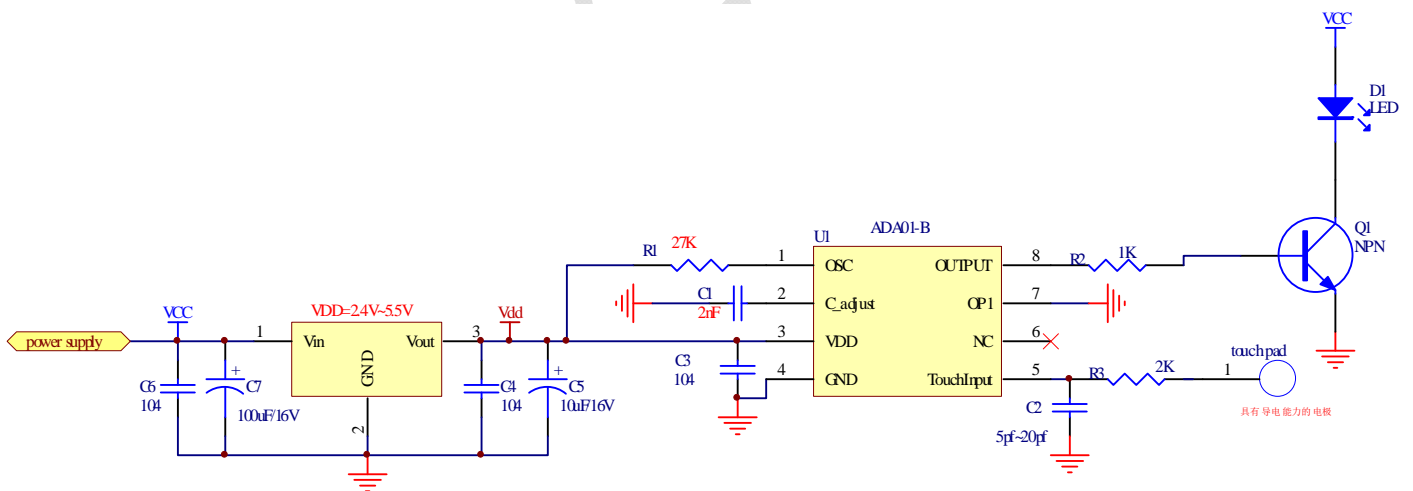 VCC
D1
LED
Q1
NPN
ADA01-B
U1
R1
27K
1
OSC
OUTPUT
8
R2
1K
C1
2nF
2
C_adjust
OP1
7
VCC
VDD=2.4V~5.5V
Vdd
power supply
1
Vin
Vout
3
GND
2
3
VDD
NC
6
C6
104
C7
100uF/16V
C4
104
C5
10uF/16V
C3
104
4
GND
TouchInput
5
R3
2K
1
touchpad
具有导电能力的电极
C2
5pf~20pf